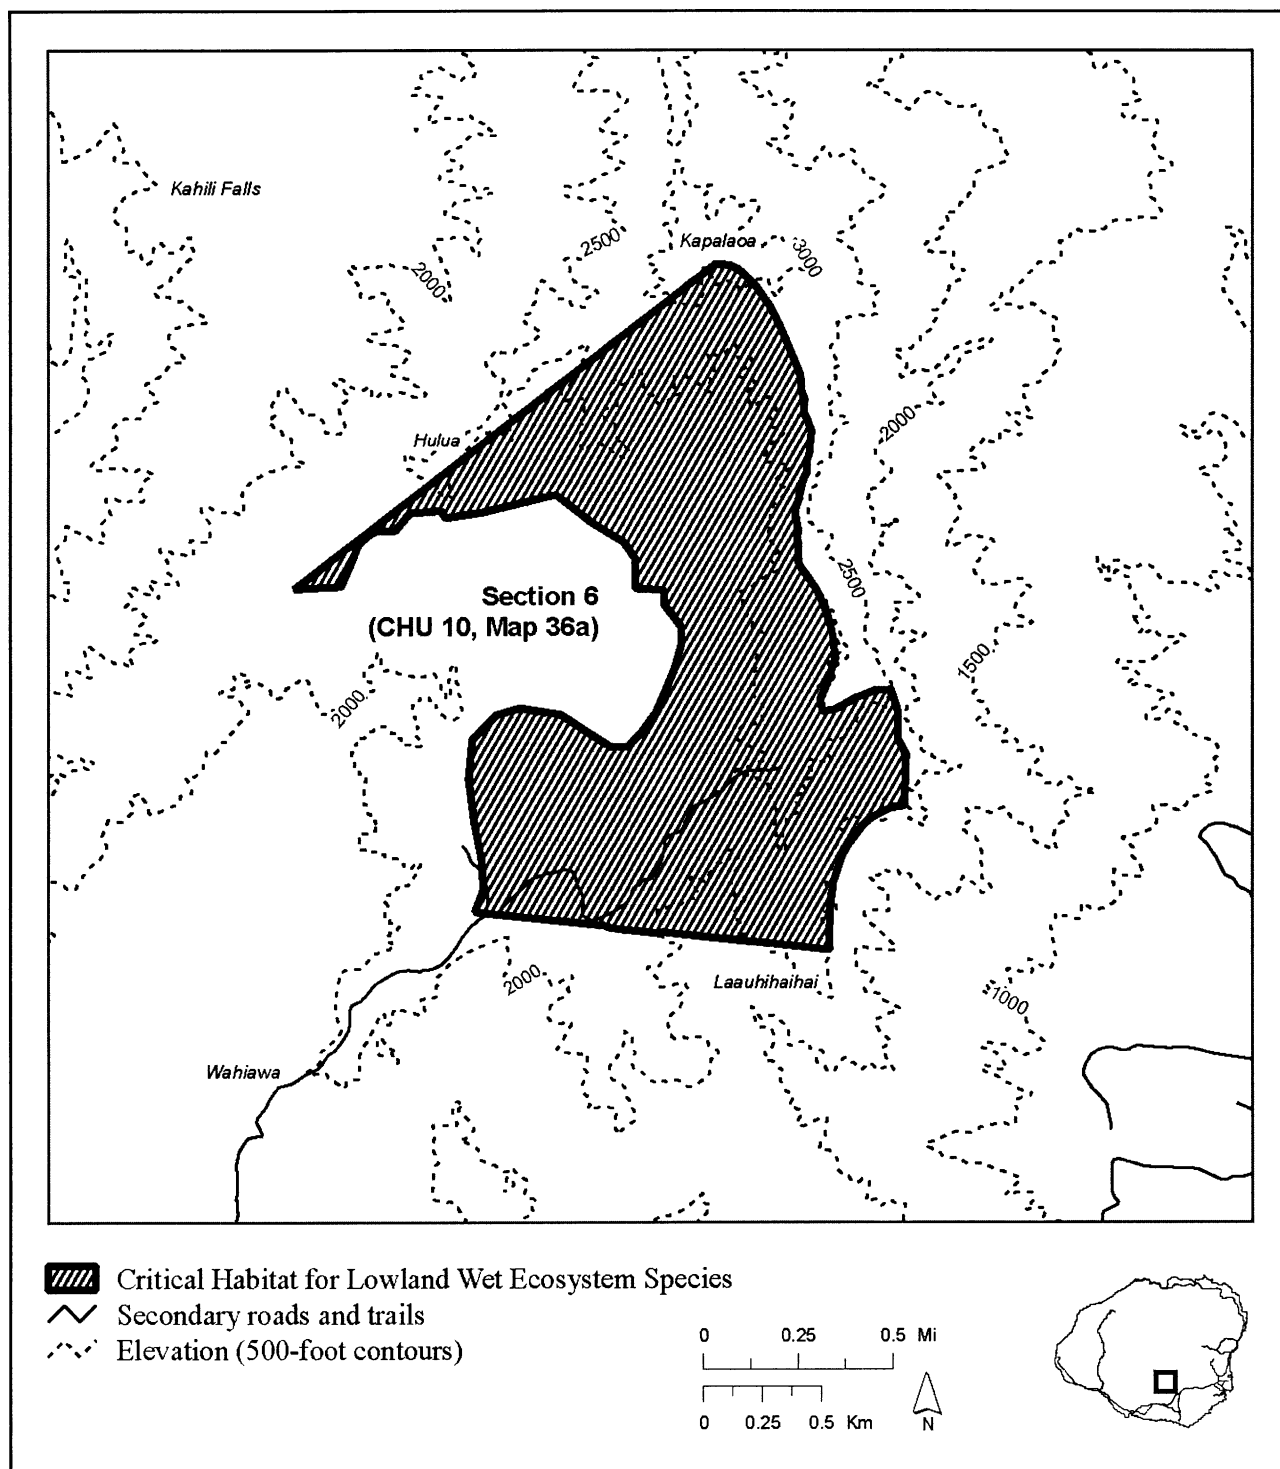 Kahili Falls
Kapalaoa
2500
3000
2000
2000
Hulua
2500
Section 6
(CHU 10, Map 36a)
1500
2000
2000
Laauhihaihai
1000
Wahiawa
Critical Habitat for Lowland Wet Ecosystem Species
Secondary roads and trails
Elevation (500-foot contours)
0 0.25 0.5 Mi
0 0.25 0.5 Km
N